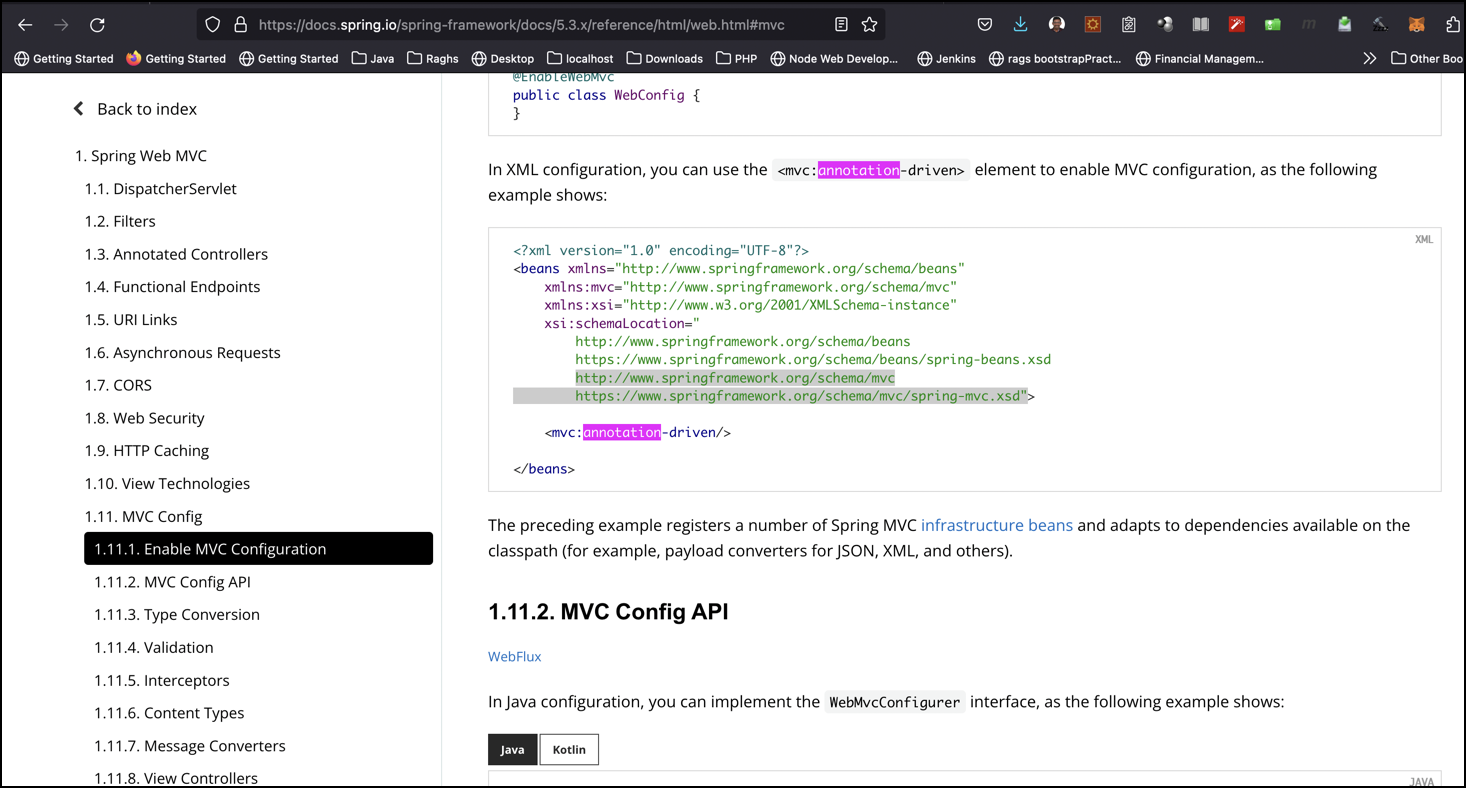 https://docs.spring.io/spring-framework/docs/5.3.x/reference/html/web.html#mvc
Getting Started Getting Started Getting Started Java Raghs Desktop localhost Downloads PHP Node Web Develop... Jenkins rags bootstrapPract... Financial Managem... Other Boo
Back to index
1. Spring Web MVC
1.1. DispatcherServlet
1.2. Filters
1.3. Annotated Controllers
1.4. Functional Endpoints
1.5. URI Links
1.6. Asynchronous Requests
1.7. CORS
1.8. Web Security
1.9. HTTP Caching
1.10. View Technologies
1.11. MVC Config
1.11.1. Enable MVC Configuration
1.11.2. MVC Config API
1.11.3. Type Conversion
1.11.4. Validation
1.11.5. Interceptors
1.11.6. Content Types
1.11.7. Message Converters
1.11.8. View Controllers
@EnableWebMvc
public class WebConfig {
}
In XML configuration, you can use the <mvc:annotation-driven> element to enable MVC configuration, as the following
example shows:
XML
<?xml version="1.0" encoding="UTF-8"?>
<beans xmlns="http://www.springframework.org/schema/beans"
xmlns:mvc="http://www.springframework.org/schema/mvc"
xmlns:xsi="http://www.w3.org/2001/XMLSchema-instance"
xsi:schemaLocation="
http://www.springframework.org/schema/beans
https://www.springframework.org/schema/beans/spring-beans.xsd
http://www.springframework.org/schema/mvc
https://www.springframework.org/schema/mvc/spring-mvc.xsd">
<mvc:annotation-driven/>
</beans>
The preceding example registers a number of Spring MVC infrastructure beans and adapts to dependencies available on the
classpath (for example, payload converters for JSON, XML, and others).
1.11.2. MVC Config API
WebFlux
In Java configuration, you can implement the WebMvcConfigurer interface, as the following example shows:
Java Kotlin
JAVA